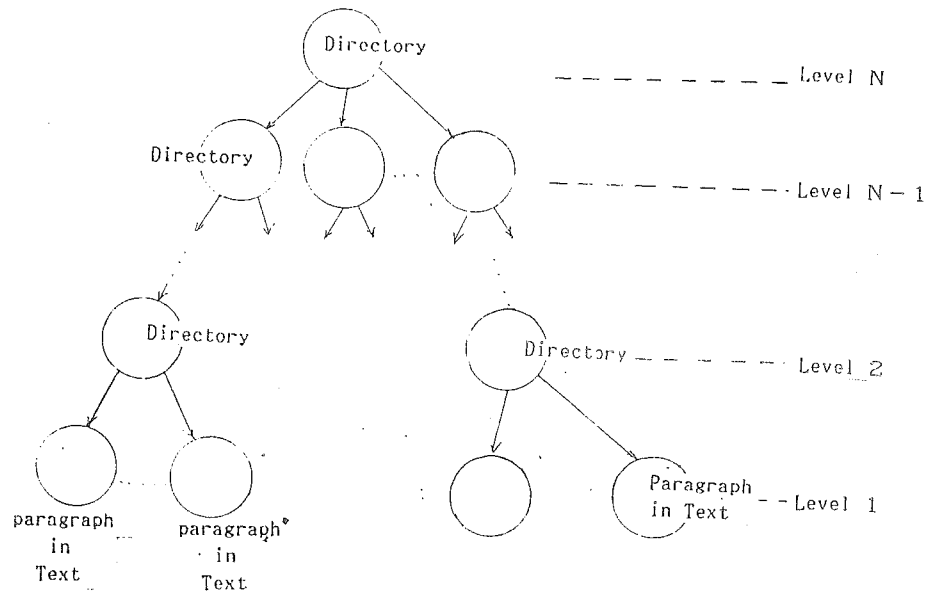 Directory
Level N
Directory
Level N-1
Directory
Directory
Level 2
Paragraph
in Text
Level 1
paragraph
in
Text
paragraph
in
Text